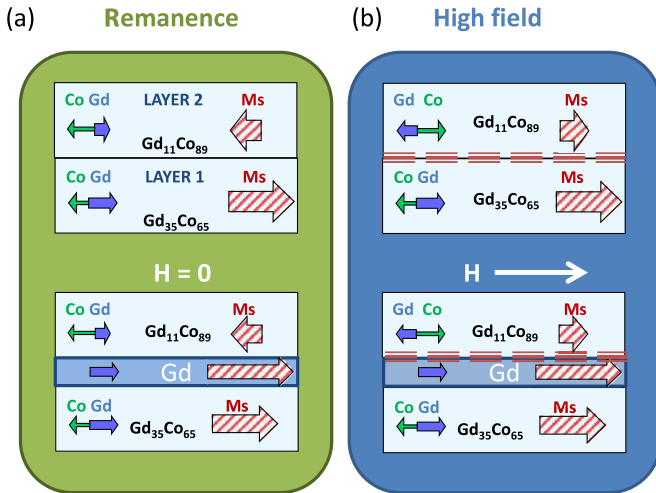 (a) Remanence
Co Gd LAYER 2 Ms
Gd₁₁Co₈₉
Co Gd LAYER 1 Ms
Gd₃₅Co₆₅
H = 0
Co Gd Gd₁₁Co₈₉ Ms
Gd
Co Gd Gd₃₅Co₆₅ Ms
(b) High field
Gd Co Gd₁₁Co₈₉ Ms
Co Gd Gd₃₅Co₆₅ Ms
H
Gd Co Gd₁₁Co₈₉ Ms
Gd
Co Gd Gd₃₅Co₆₅ Ms